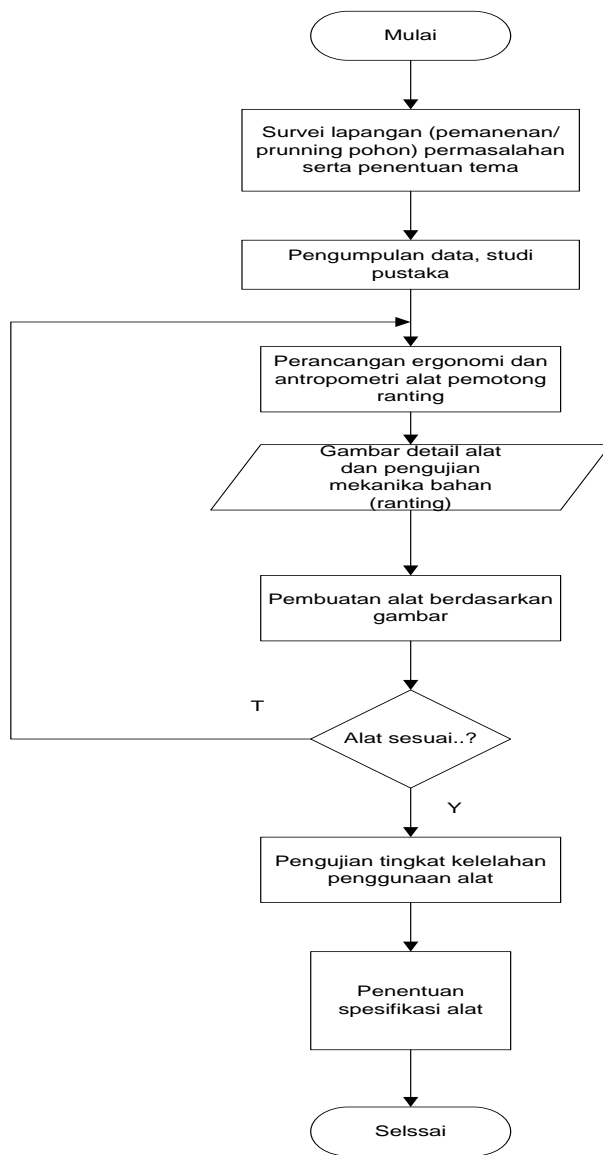 Mulai
Survei lapangan (pemanenan/
prunning pohon) permasalahan
serta penentuan tema
Pengumpulan data, studi
pustaka
Perancangan ergonomi dan
antropometri alat pemotong
ranting
Gambar detail alat
dan pengujian
mekanika bahan
(ranting)
Pembuatan alat berdasarkan
gambar
T
Alat sesuai..?
Y
Pengujian tingkat kelelahan
penggunaan alat
Penentuan
spesifikasi alat
Selssai